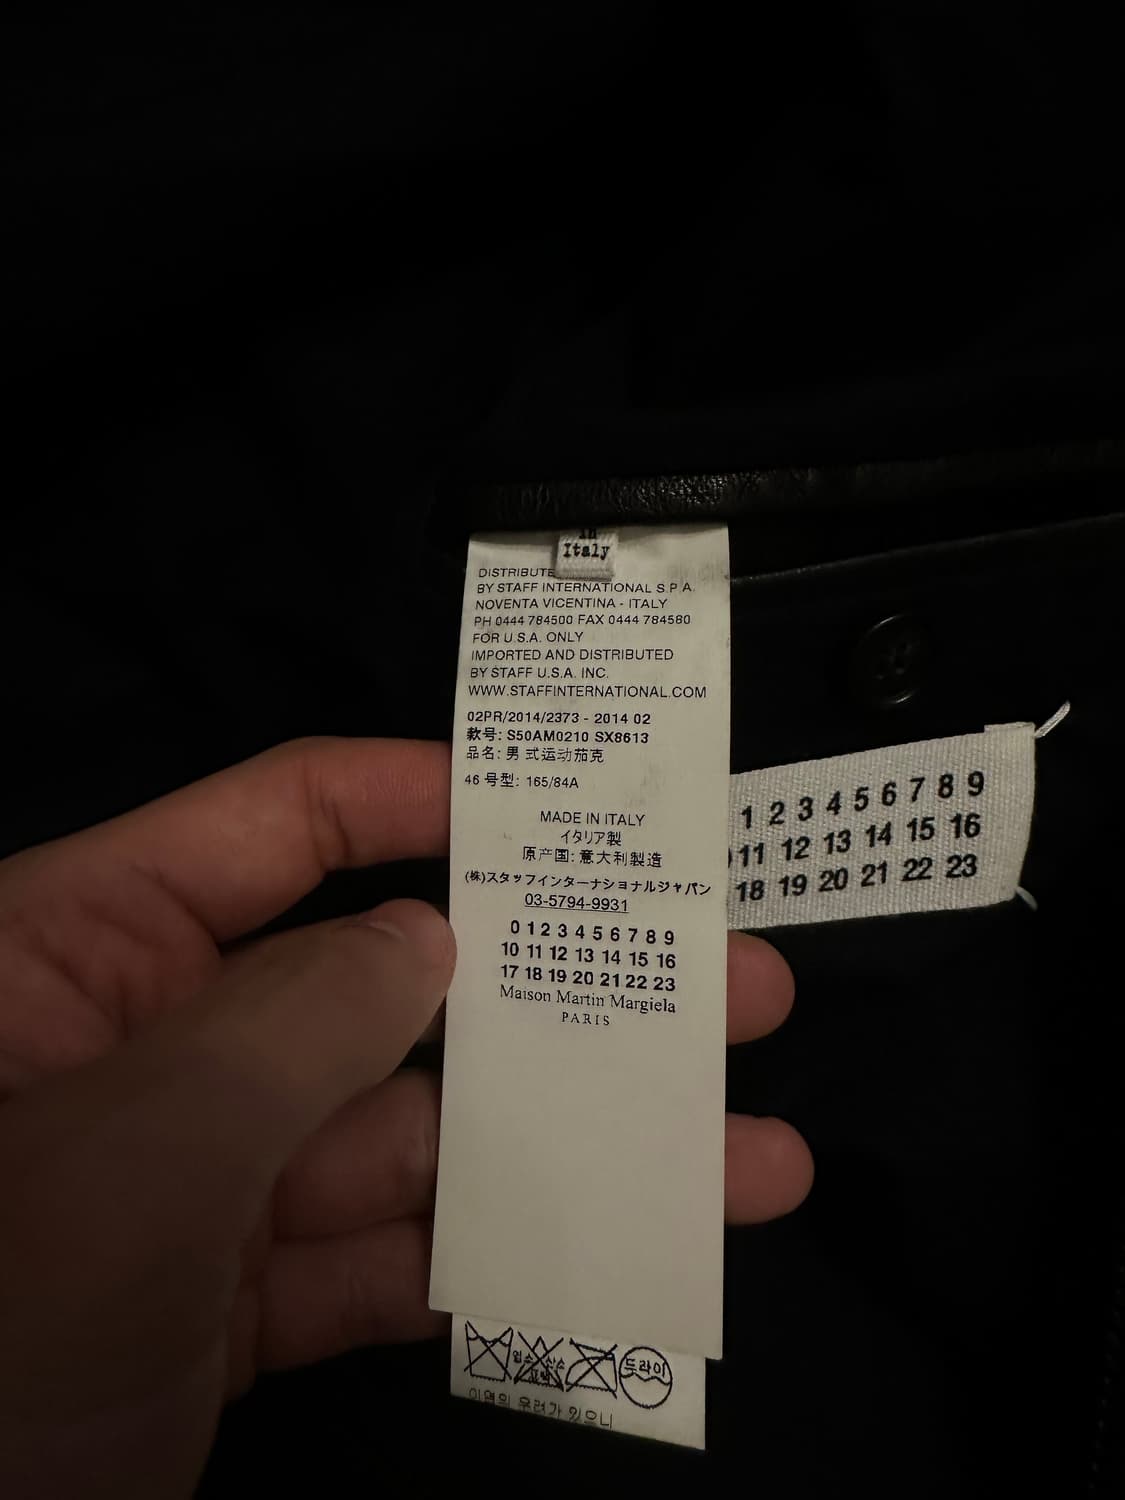 in
Italy
DISTRIBUTE
BY STAFF INTERNATIONAL S.P.A.
NOVENTA VICENTINA - ITALY
PH 0444 784500 FAX 0444 784580
FOR U.S.A. ONLY
IMPORTED AND DISTRIBUTED
BY STAFF U.S.A. INC.
WWW.STAFFINTERNATIONAL.COM
02PR/2014/2373 - 2014 02
款号: S50AM0210 SX8613
品名: 男 式运动茄克
46 号型: 165/84A
MADE IN ITALY
イタリア製
原产国: 意大利製造
(株)スタッフインターナショナルジャパン
03-5794-9931
0 1 2 3 4 5 6 7 8 9
10 11 12 13 14 15 16
17 18 19 20 21 22 23
Maison Martin Margiela
PARIS
1 2 3 4 5 6 7 8 9
11 12 13 14 15 16
18 19 20 21 22 23
드라이
우려가 있으니